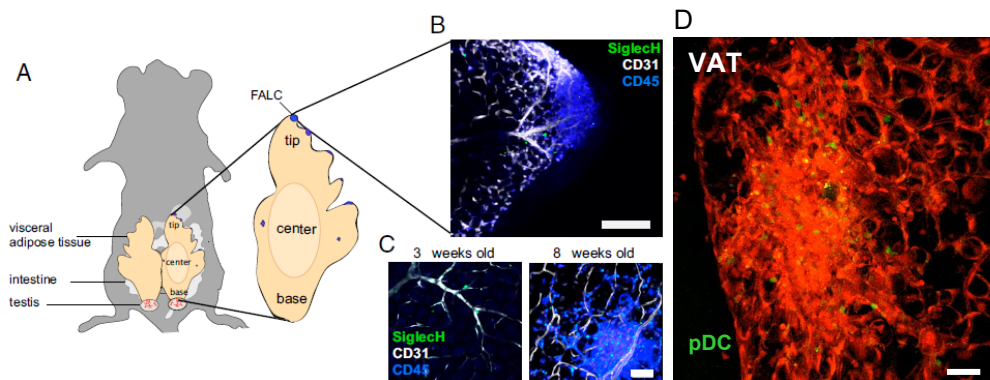 A
FALC
tip
center
base
visceral
adipose tissue
intestine
testis
tip
center
base
B
SiglecH
CD31
CD45
C
3 weeks old
8 weeks old
SiglecH
CD31
CD45
D
VAT
pDC